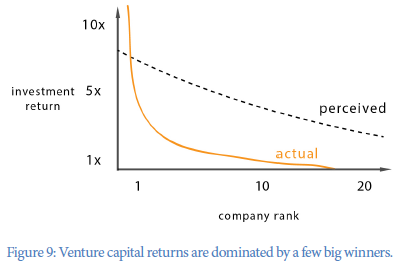 10x
investment
return
5x
perceived
actual
1x
1
10
20
company rank
Figure 9: Venture capital returns are dominated by a few big winners.